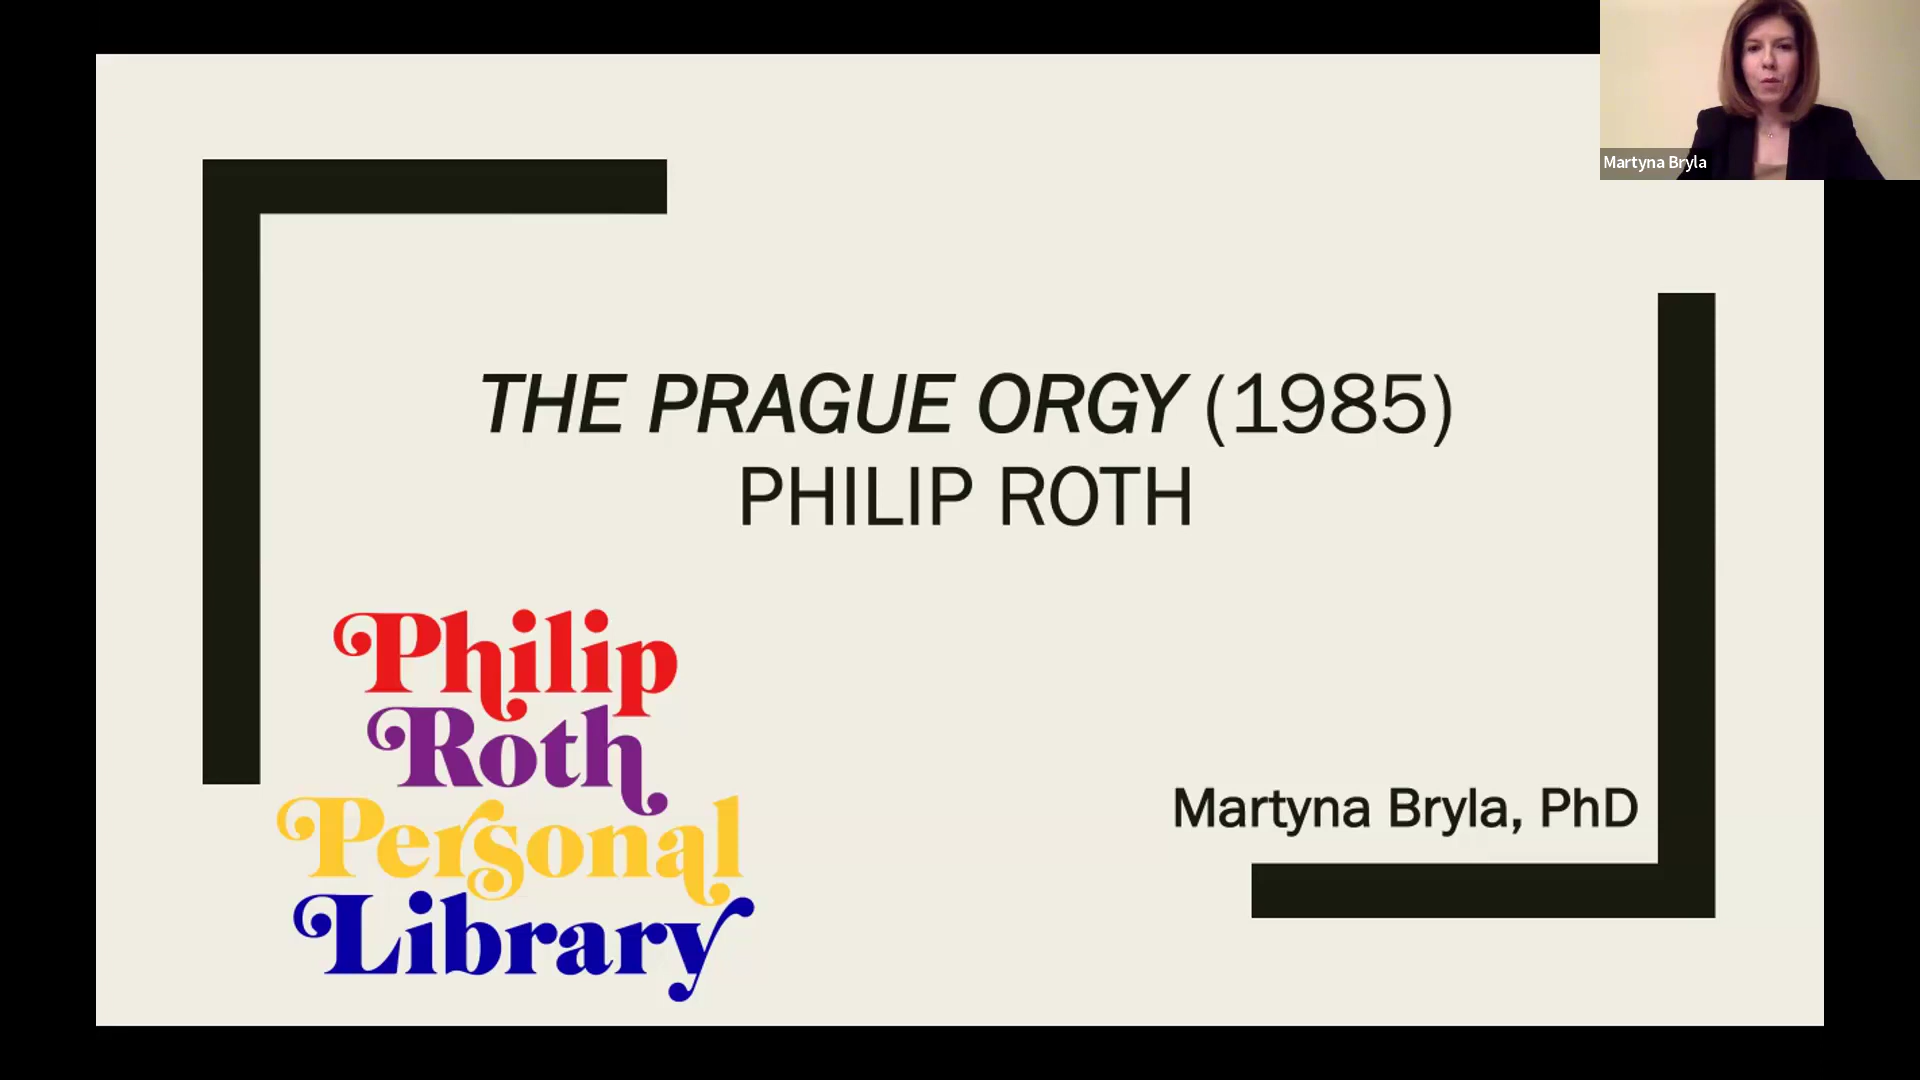 Martyna Bryla
THE PRAGUE ORGY (1985)
PHILIP ROTH
Philip
Roth
Personal
Library
Martyna Bryla, PhD